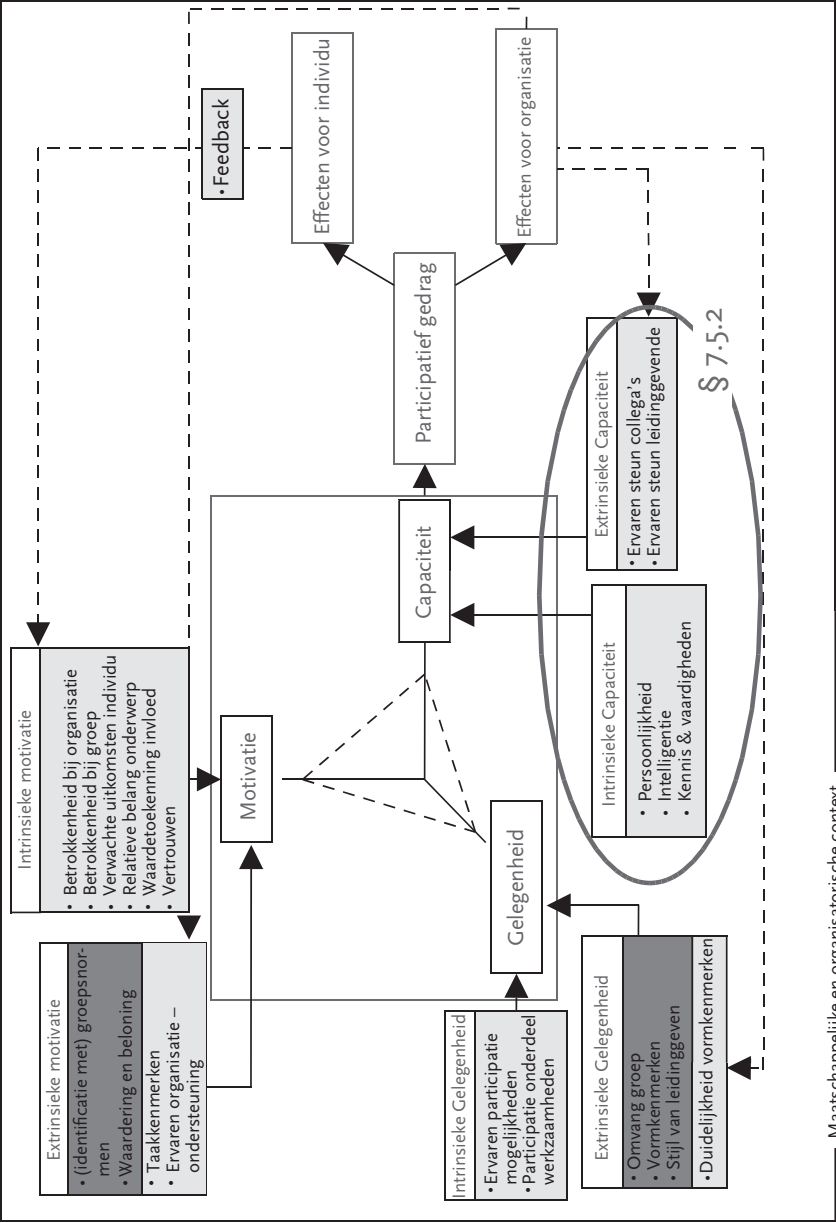 Extrinsieke motivatie
• (identificatie met) groepsnor-
men
• Waardering en beloning
• Taakkenmerken
• Ervaren organisatie –
ondersteuning
Intrinsieke motivatie
• Betrokkenheid bij organisatie
• Betrokkenheid bij groep
• Verwachte uitkomsten individu
• Relatieve belang onderwerp
• Waardetoekenning invloed
• Vertrouwen
• Feedback
Motivatie
Effecten voor individu
Capaciteit
Participatief gedrag
Gelegenheid
Effecten voor organisatie
Intrinsieke Gelegenheid
• Ervaren participatie
mogelijkheden
• Participatie onderdeel
werkzaamheden
Extrinsieke Gelegenheid
• Omvang groep
• Vormkenmerken
• Stijl van leidinggeven
• Duidelijkheid vormkenmerken
Intrinsieke Capaciteit
• Persoonlijkheid
• Intelligentie
• Kennis & vaardigheden
Extrinsieke Capaciteit
• Ervaren steun collega's
• Ervaren steun leidinggevende
§ 7.5.2
Maatschappelijke en organisatorische context